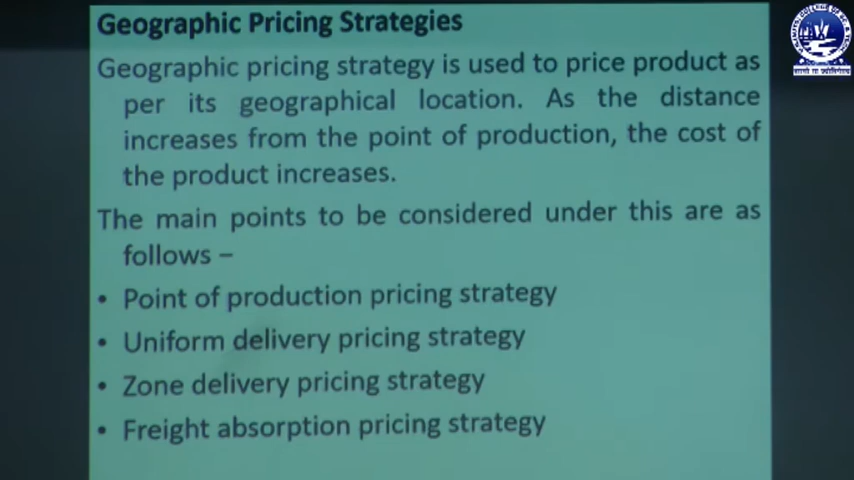 Geographic Pricing Strategies
Geographic pricing strategy is used to price product as
per its geographical location. As the distance
increases from the point of production, the cost of
the product increases.
The main points to be considered under this are as
follows –
• Point of production pricing strategy
• Uniform delivery pricing strategy
• Zone delivery pricing strategy
• Freight absorption pricing strategy